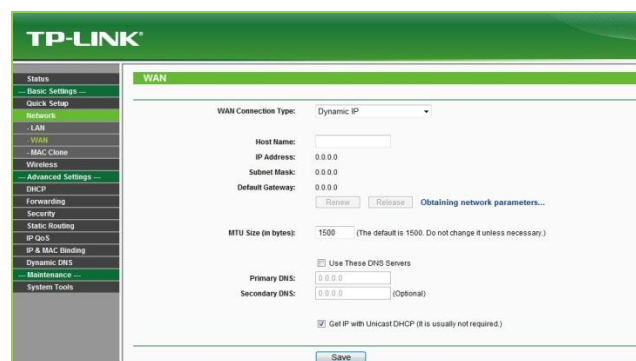 TP-LINK®
Status
--- Basic Settings ---
Quick Setup
Network
- LAN
- WAN
- MAC Clone
Wireless
--- Advanced Settings ---
DHCP
Forwarding
Security
Static Routing
IP QoS
IP & MAC Binding
Dynamic DNS
--- Maintenance ---
System Tools
WAN
WAN Connection Type: Dynamic IP
Host Name:
IP Address: 0.0.0.0
Subnet Mask: 0.0.0.0
Default Gateway: 0.0.0.0
Renew Release Obtaining network parameters...
MTU Size (in bytes): 1500 (The default is 1500. Do not change it unless necessary.)
Use These DNS Servers
Primary DNS: 0.0.0.0
Secondary DNS: 0.0.0.0 (Optional)
Get IP with Unicast DHCP (It is usually not required.)
Save